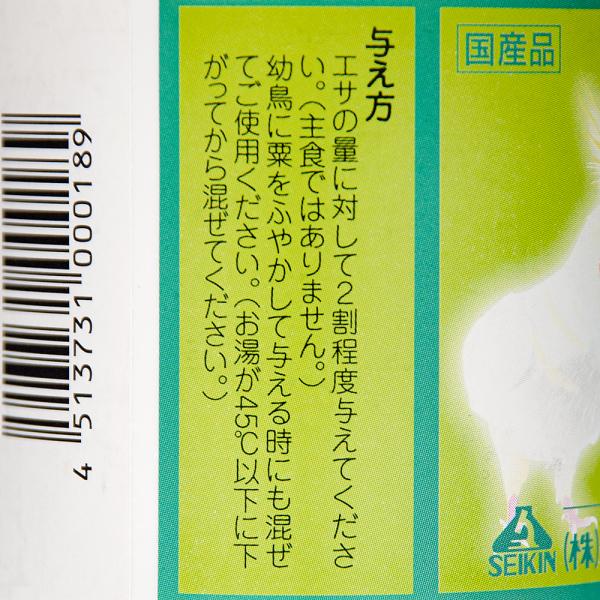 国産品
与え方
エサの量に対して2割程度与えてくださ
い。(主食ではありません。)
幼鳥に粟をふやかして与える時にも混ぜ
てご使用ください。(お湯が45℃以下に下
がってから混ぜてください。)
SEIKIN
(株)
4 513731 000189